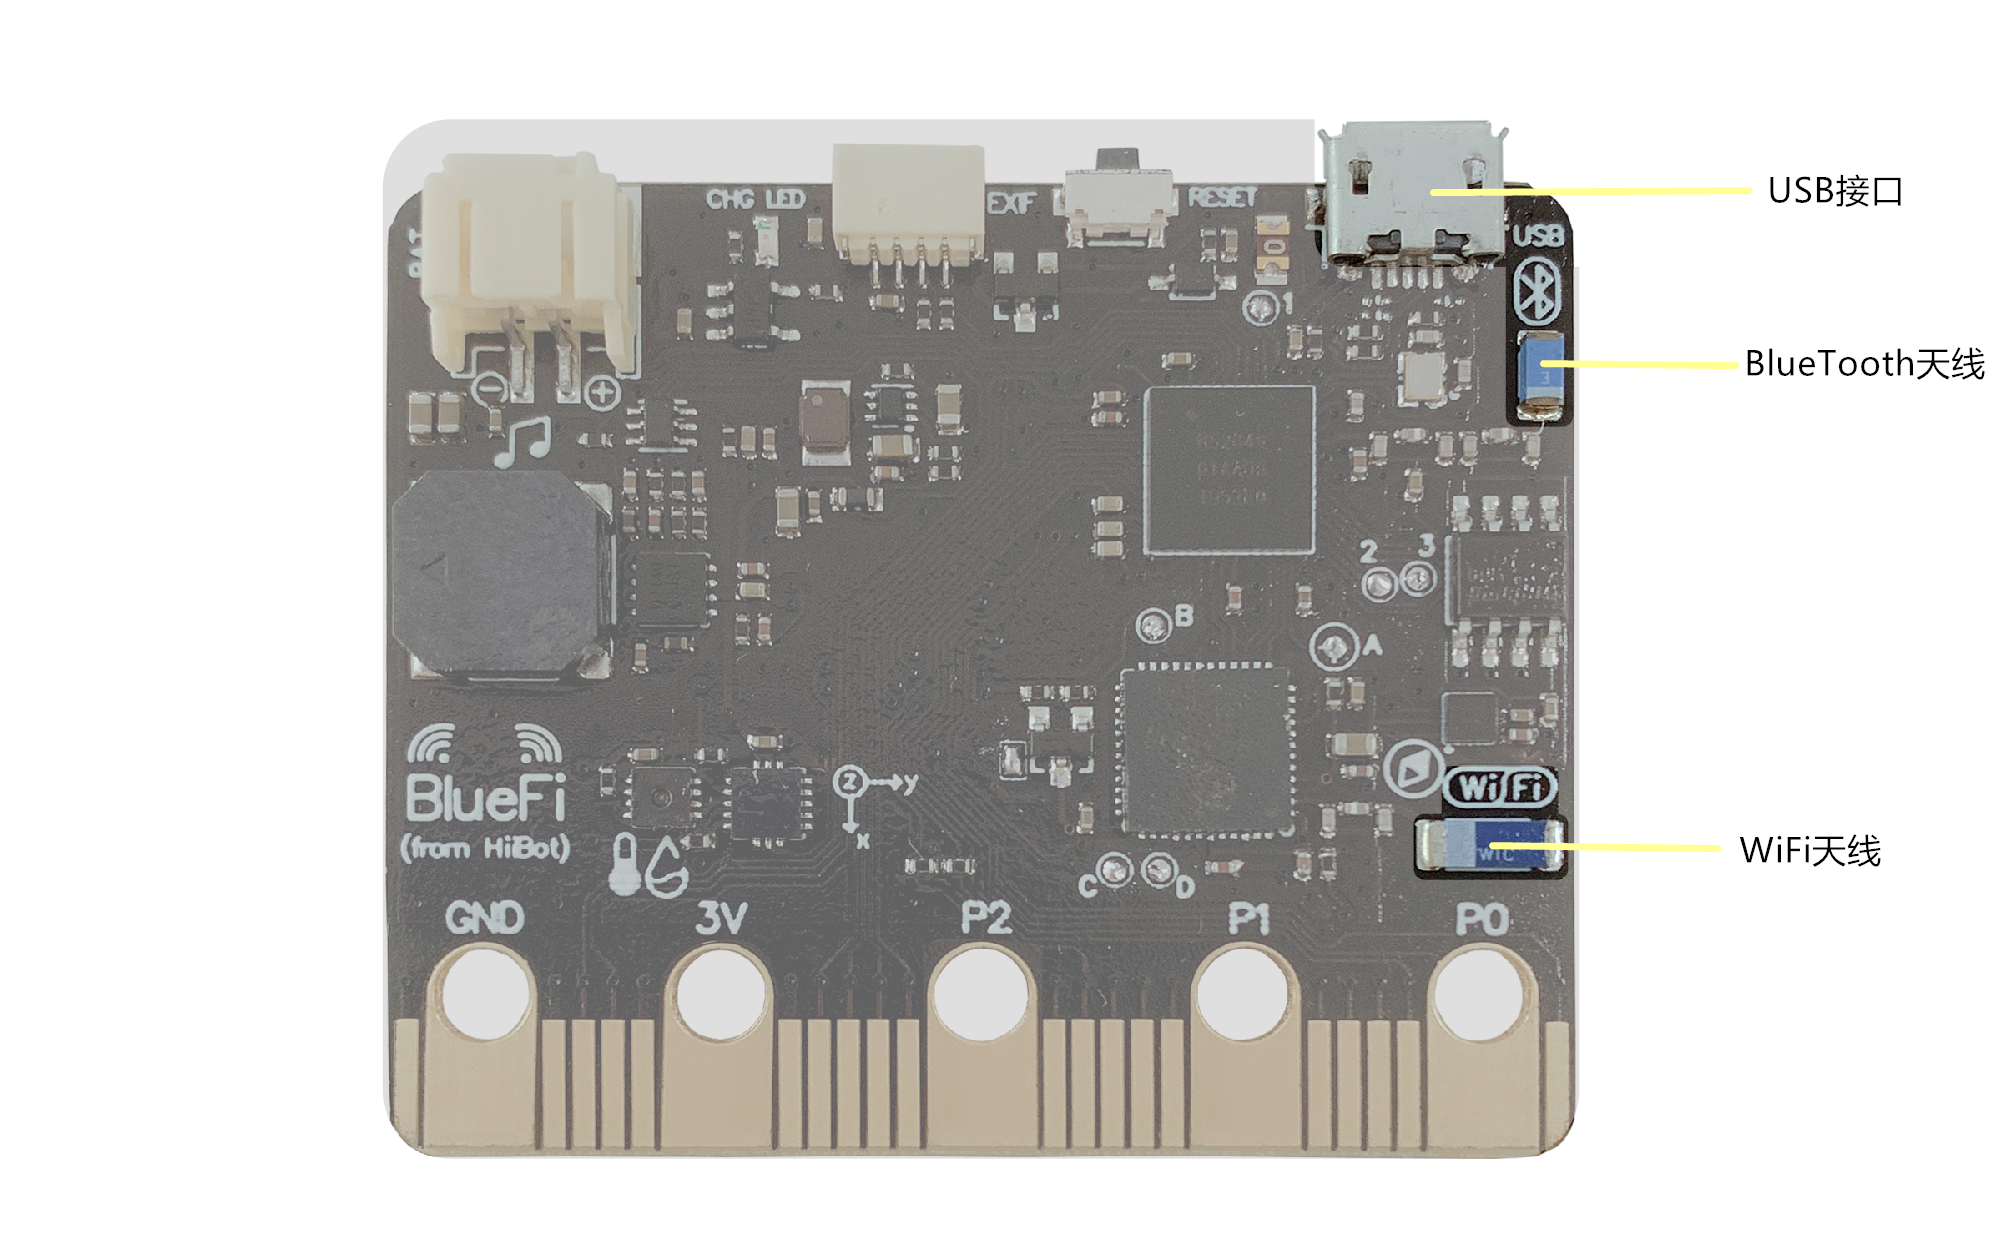 CHG LED
EXIF
RESET
USB接口
USB
1
BlueTooth天线
2
3
B
A
BlueFi
(from HiBot)
Z
y
x
Wi Fi
WiFi天线
C
D
GND
3V
P2
P1
P0